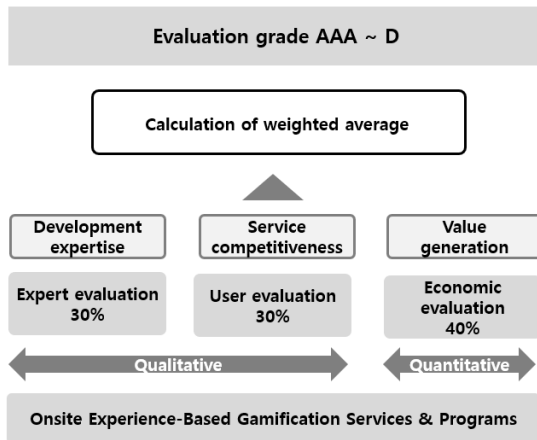 Evaluation grade AAA ~ D
Calculation of weighted average
Development
expertise
Service
competitiveness
Value
generation
Expert evaluation
30%
User evaluation
30%
Economic
evaluation
40%
Qualitative
Quantitative
Onsite Experience-Based Gamification Services & Programs